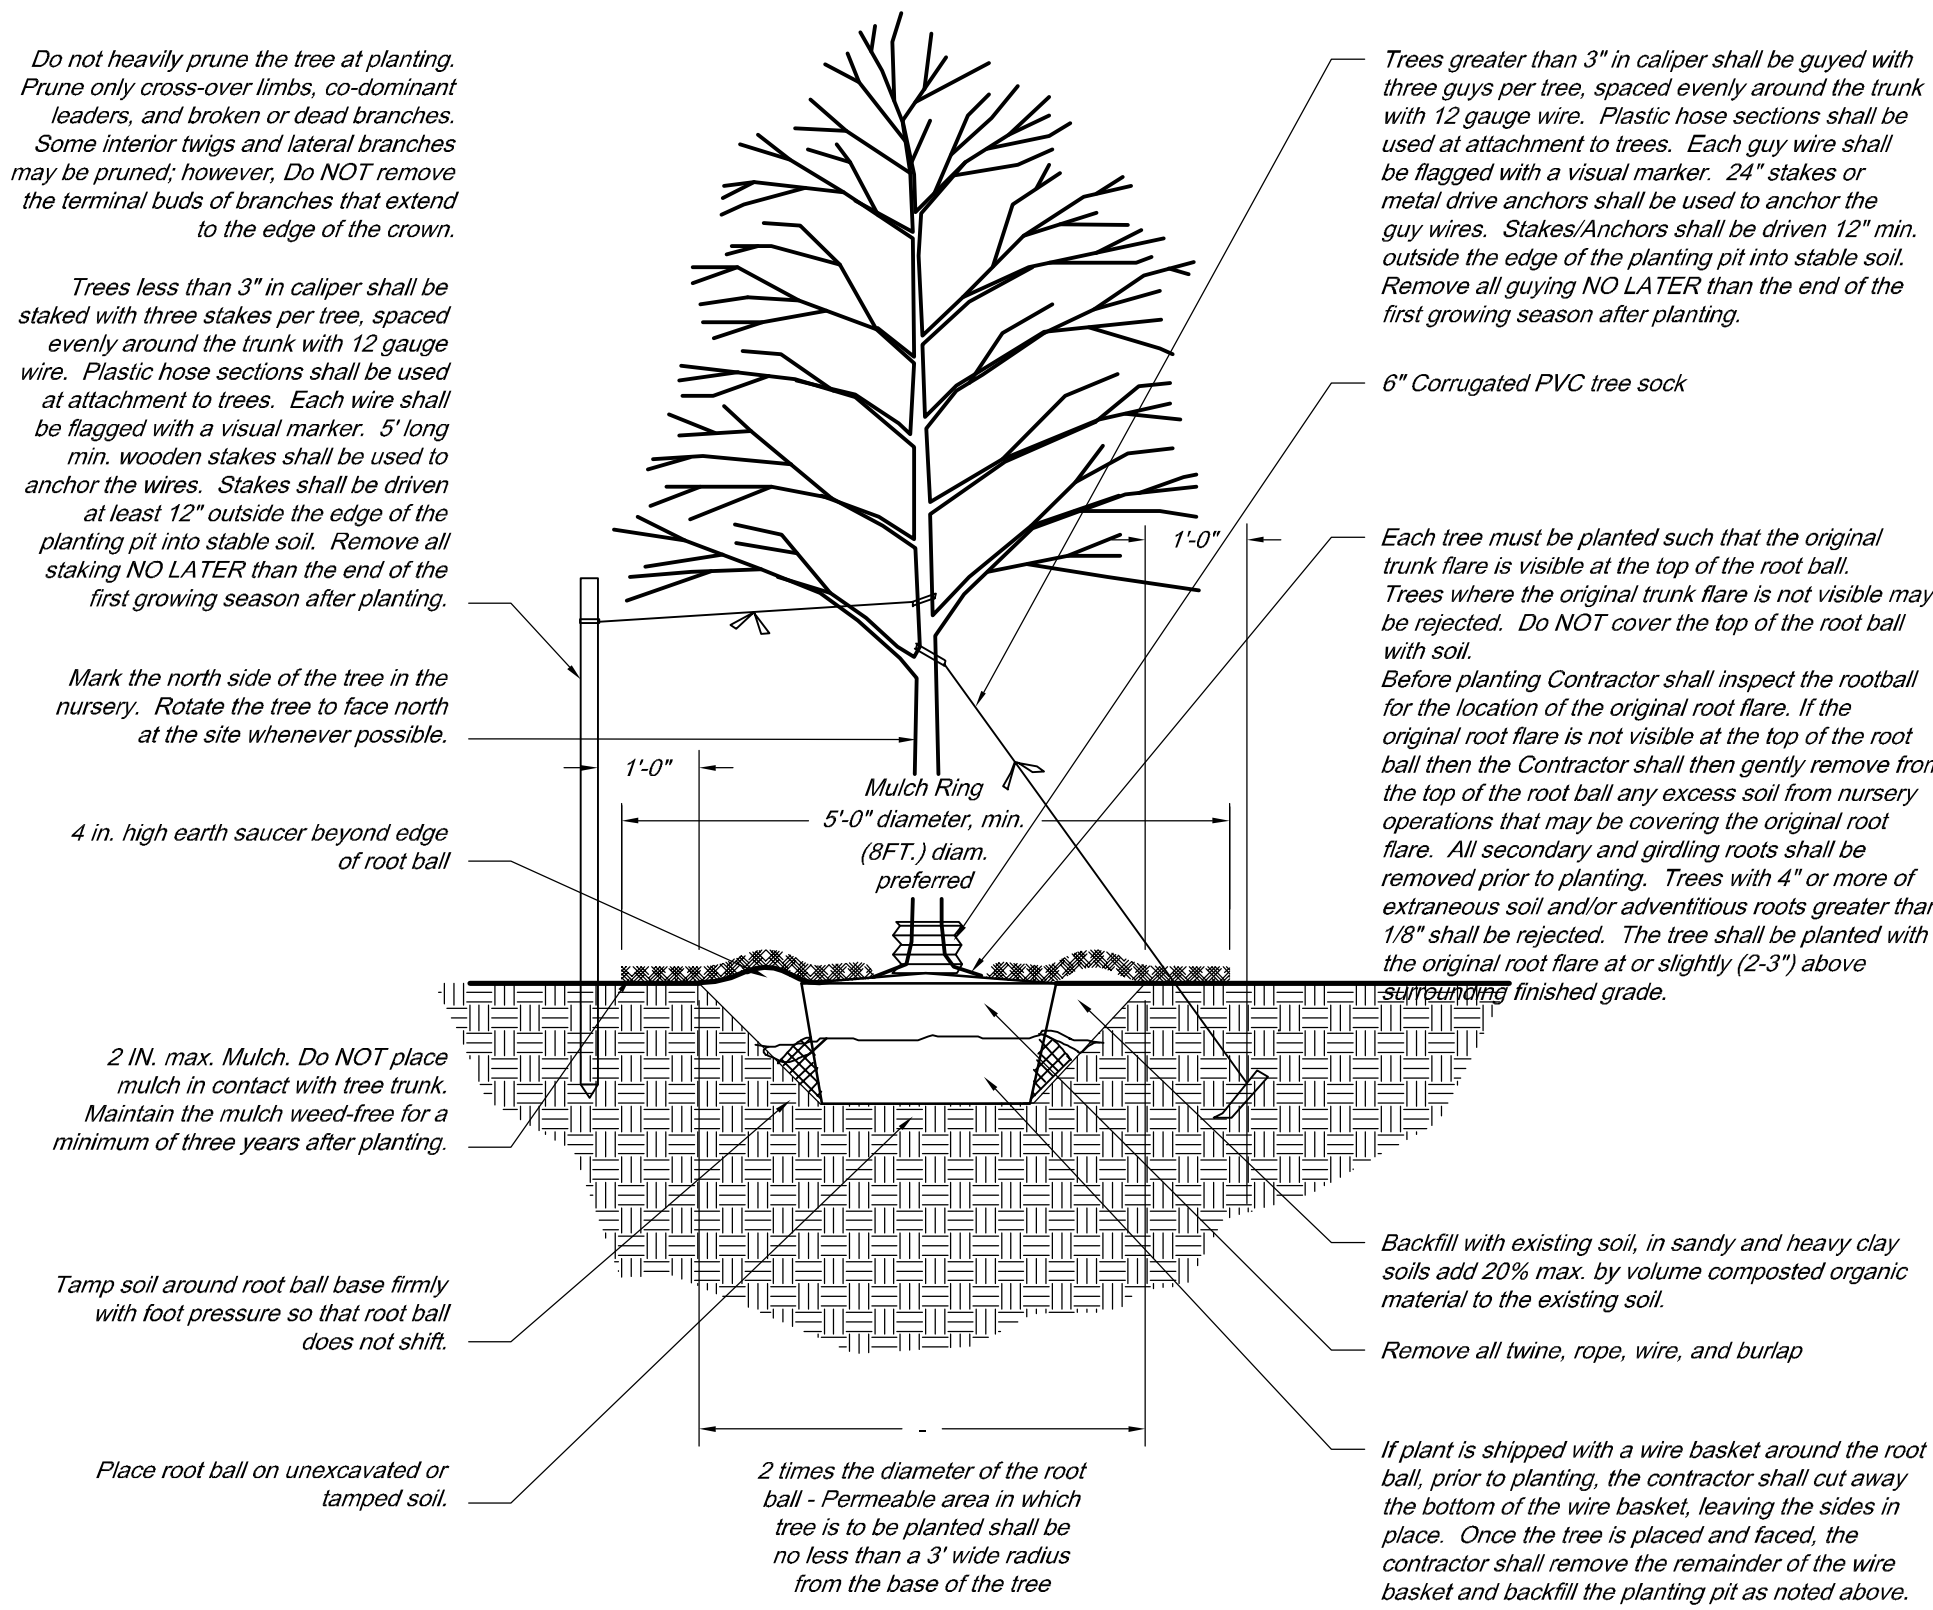 Do not heavily prune the tree at planting.
Prune only cross-over limbs, co-dominant
leaders, and broken or dead branches.
Some interior twigs and lateral branches
may be pruned; however, Do NOT remove
the terminal buds of branches that extend
to the edge of the crown.
Trees less than 3" in caliper shall be
staked with three stakes per tree, spaced
evenly around the trunk with 12 gauge
wire. Plastic hose sections shall be used
at attachment to trees. Each wire shall
be flagged with a visual marker. 5' long
min. wooden stakes shall be used to
anchor the wires. Stakes shall be driven
at least 12" outside the edge of the
planting pit into stable soil. Remove all
staking NO LATER than the end of the
first growing season after planting.
Mark the north side of the tree in the
nursery. Rotate the tree to face north
at the site whenever possible.
4 in. high earth saucer beyond edge
of root ball
2 IN. max. Mulch. Do NOT place
mulch in contact with tree trunk.
Maintain the mulch weed-free for a
minimum of three years after planting.
Tamp soil around root ball base firmly
with foot pressure so that root ball
does not shift.
Place root ball on unexcavated or
tamped soil.
1'-0"
Mulch Ring
5'-0" diameter, min.
(8FT.) diam.
preferred
1'-0"
-
2 times the diameter of the root
ball - Permeable area in which
tree is to be planted shall be
no less than a 3' wide radius
from the base of the tree
Trees greater than 3" in caliper shall be guyed with
three guys per tree, spaced evenly around the trunk
with 12 gauge wire. Plastic hose sections shall be
used at attachment to trees. Each guy wire shall
be flagged with a visual marker. 24" stakes or
metal drive anchors shall be used to anchor the
guy wires. Stakes/Anchors shall be driven 12" min.
outside the edge of the planting pit into stable soil.
Remove all guying NO LATER than the end of the
first growing season after planting.
6" Corrugated PVC tree sock
Each tree must be planted such that the original
trunk flare is visible at the top of the root ball.
Trees where the original trunk flare is not visible may
be rejected. Do NOT cover the top of the root ball
with soil.
Before planting Contractor shall inspect the rootball
for the location of the original root flare. If the
original root flare is not visible at the top of the root
ball then the Contractor shall then gently remove from
the top of the root ball any excess soil from nursery
operations that may be covering the original root
flare. All secondary and girdling roots shall be
removed prior to planting. Trees with 4" or more of
extraneous soil and/or adventitious roots greater than
1/8" shall be rejected. The tree shall be planted with
the original root flare at or slightly (2-3") above
surrounding finished grade.
Backfill with existing soil, in sandy and heavy clay
soils add 20% max. by volume composted organic
material to the existing soil.
Remove all twine, rope, wire, and burlap
If plant is shipped with a wire basket around the root
ball, prior to planting, the contractor shall cut away
the bottom of the wire basket, leaving the sides in
place. Once the tree is placed and faced, the
contractor shall remove the remainder of the wire
basket and backfill the planting pit as noted above.